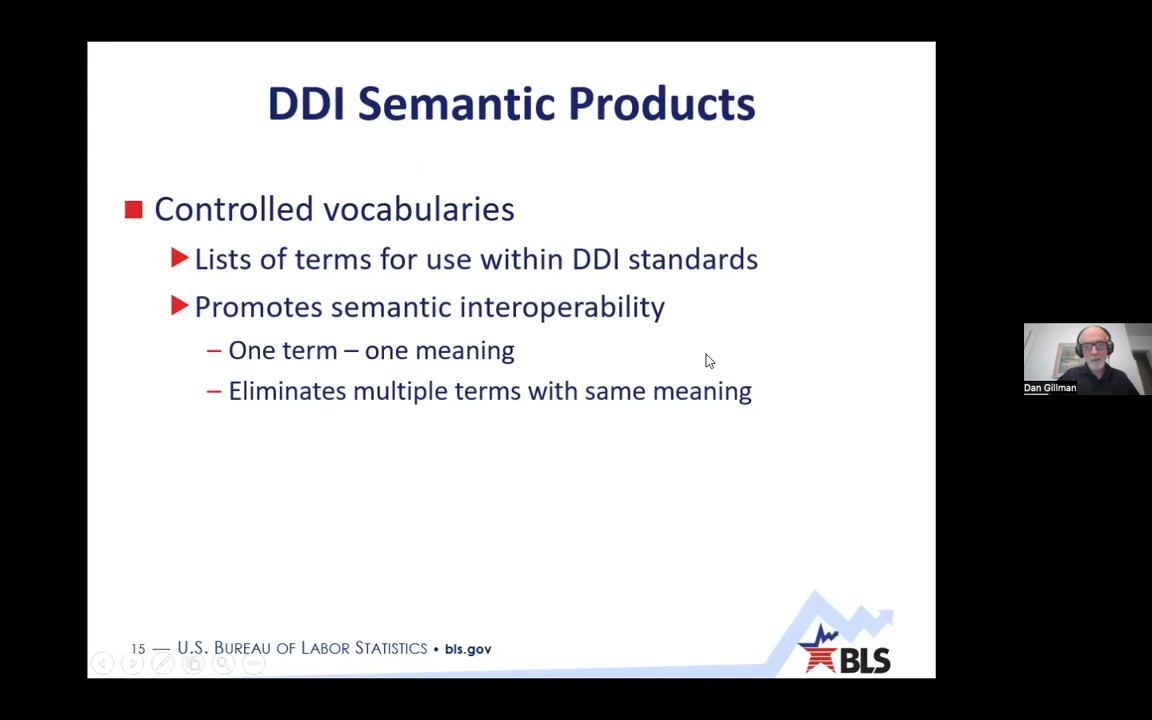 DDI Semantic Products
Controlled vocabularies
Lists of terms for use within DDI standards
Promotes semantic interoperability
– One term – one meaning
– Eliminates multiple terms with same meaning
Dan Gillman
15 — U.S. BUREAU OF LABOR STATISTICS • bls.gov
BLS